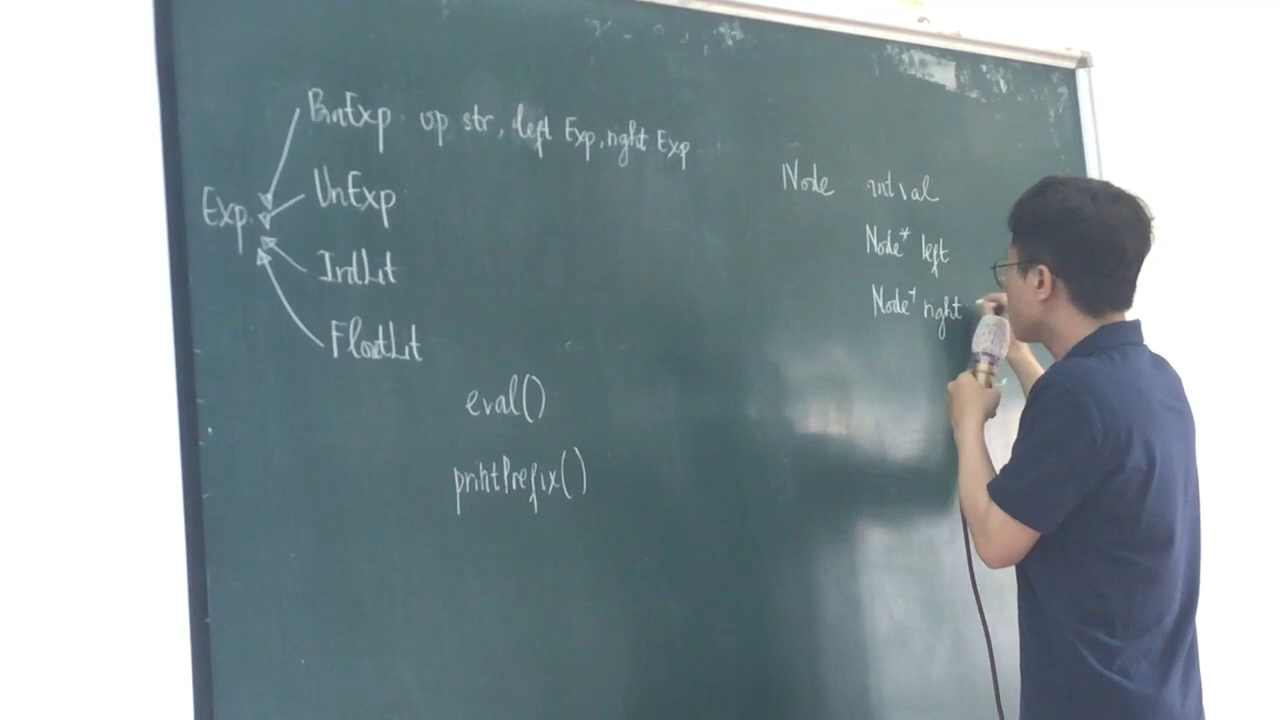 BinExp op str, left Exp, right Exp
UnExp
Exp
IntLit
FloatLit
eval()
printPrefix()
Node int val
Node* left
Node* right